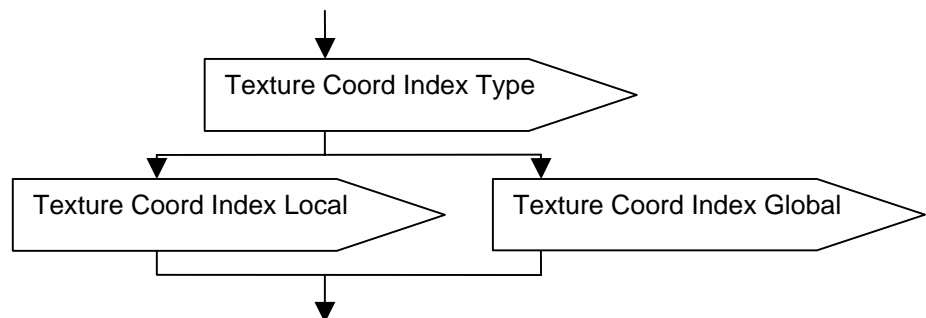 Texture Coord Index Type
Texture Coord Index Local
Texture Coord Index Global